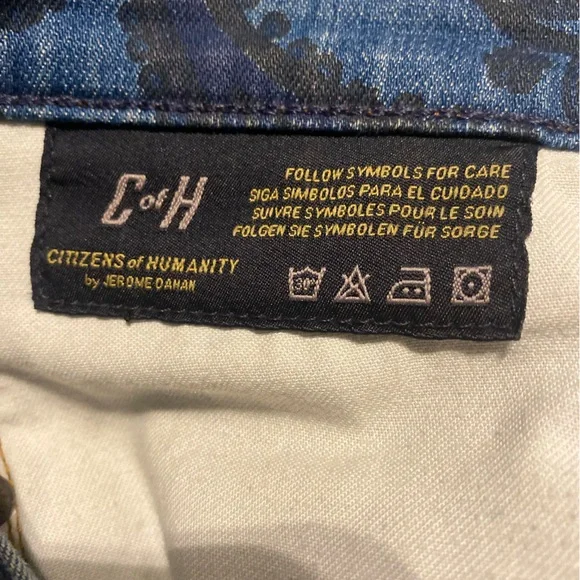 C of H
CITIZENS of HUMANITY
by JEROME DAHAN
FOLLOW SYMBOLS FOR CARE
SIGA SIMBOLOS PARA EL CUIDADO
SUIVRE SYMBOLES POUR LE SOIN
FOLGEN SIE SYMBOLEN FÜR SORGE
30°